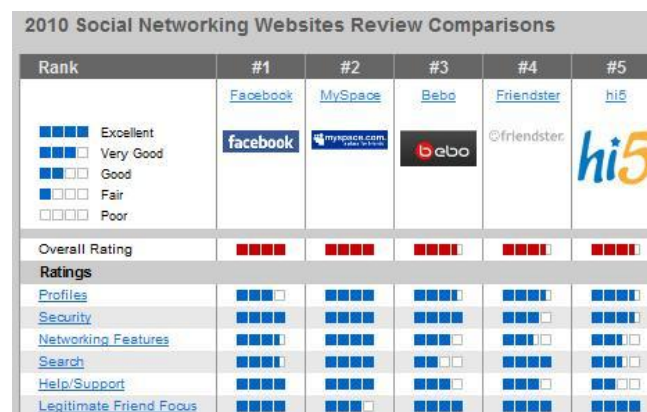 2010 Social Networking Websites Review Comparisons
Rank #1 #2 #3 #4 #5
Facebook MySpace Bebo Friendster hi5
Excellent
Very Good
Good
Fair
Poor
facebook myspace.com bebo friendster hi5
Overall Rating
Ratings
Profiles
Security
Networking Features
Search
Help/Support
Legitimate Friend Focus